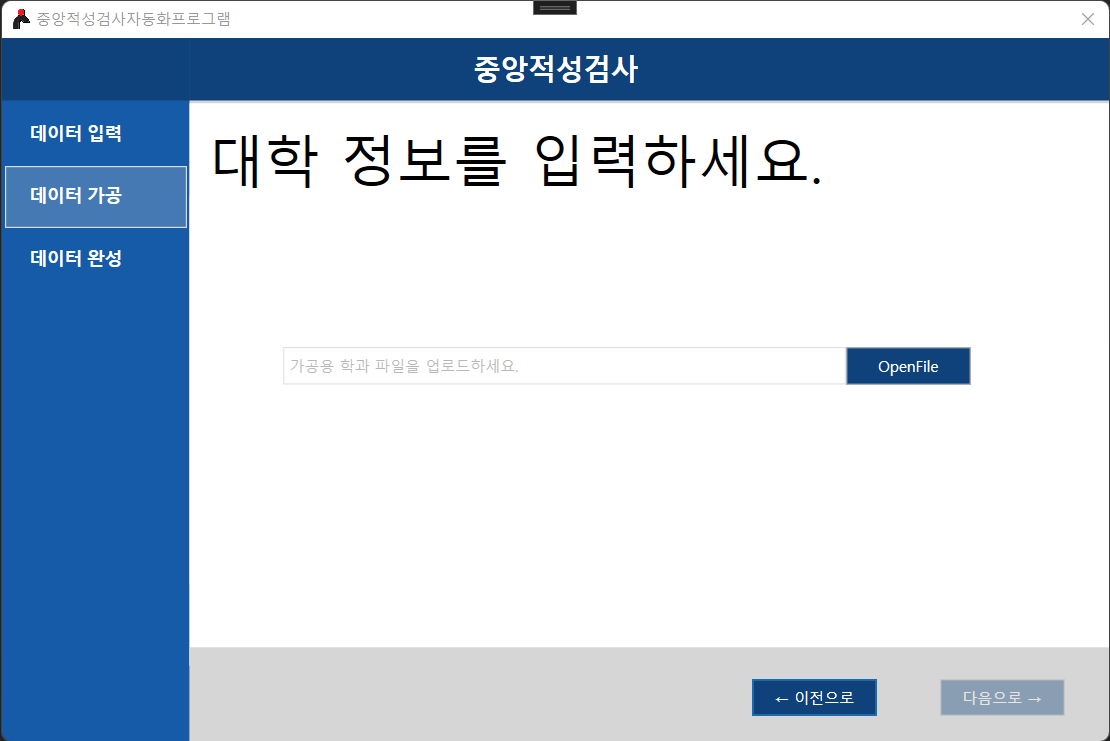 중앙적성검사자동화프로그램
중앙적성검사
데이터 입력
데이터 가공
데이터 완성
대학 정보를 입력하세요.
가공용 학과 파일을 업로드하세요.
OpenFile
← 이전으로
다음으로 →